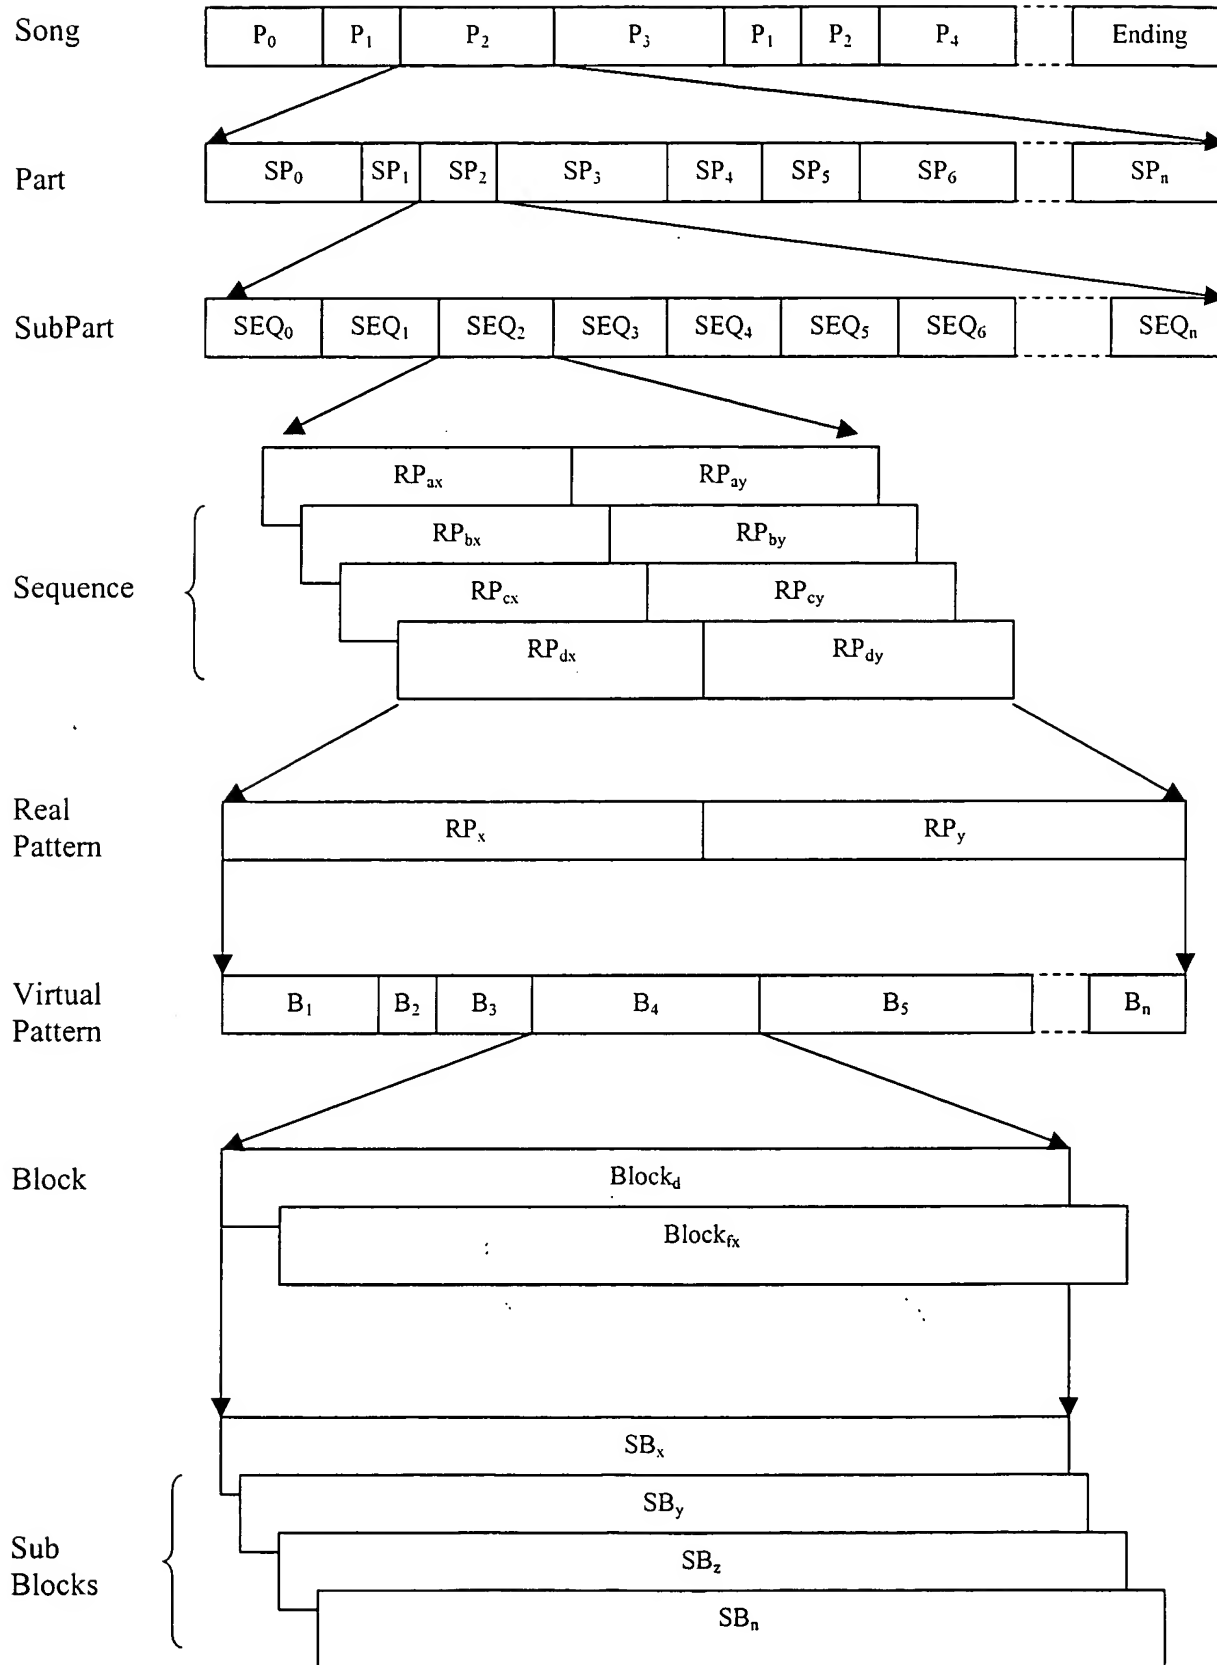 Song P₀ P₁ P₂ P₃ P₁ P₂ P₄ Ending
Part SP₀ SP₁ SP₂ SP₃ SP₄ SP₅ SP₆ SPₙ
SubPart SEQ₀ SEQ₁ SEQ₂ SEQ₃ SEQ₄ SEQ₅ SEQ₆ SEQₙ
RPax RPay
RPbx RPby
Sequence
RPcx RPcy
RPdx RPdy
Real
Pattern
RPx RPy
Virtual
Pattern
B₁ B₂ B₃ B₄ B₅ Bₙ
Block
Blockd
Blockfx
SBx
SBy
Sub
Blocks
SBz
SBn